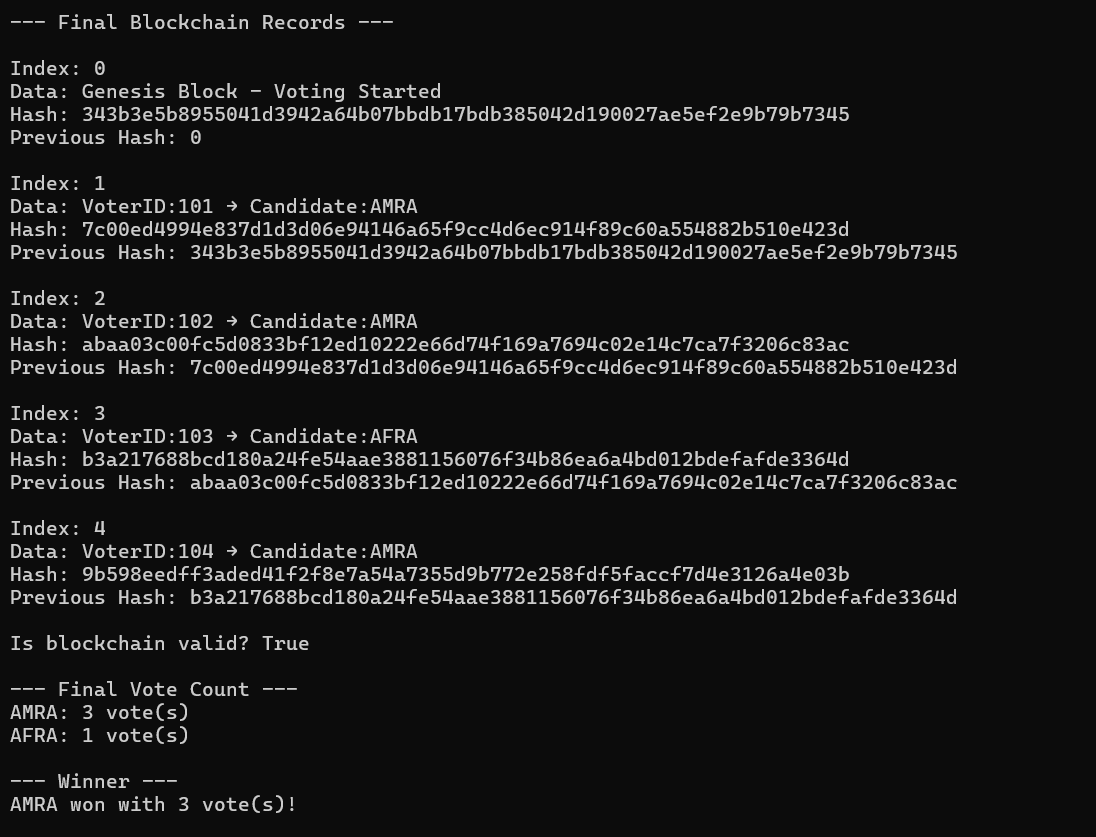 --- Final Blockchain Records ---
Index: 0
Data: Genesis Block - Voting Started
Hash: 343b3e5b8955041d3942a64b07bbdb17bdb385042d190027ae5ef2e9b79b7345
Previous Hash: 0
Index: 1
Data: VoterID:101 → Candidate:AMRA
Hash: 7c00ed4994e837d1d3d06e94146a65f9cc4d6ec914f89c60a554882b510e423d
Previous Hash: 343b3e5b8955041d3942a64b07bbdb17bdb385042d190027ae5ef2e9b79b7345
Index: 2
Data: VoterID:102 → Candidate:AMRA
Hash: abaa03c00fc5d0833bf12ed10222e66d74f169a7694c02e14c7ca7f3206c83ac
Previous Hash: 7c00ed4994e837d1d3d06e94146a65f9cc4d6ec914f89c60a554882b510e423d
Index: 3
Data: VoterID:103 → Candidate:AFRA
Hash: b3a217688bcd180a24fe54aae3881156076f34b86ea6a4bd012bdefafde3364d
Previous Hash: abaa03c00fc5d0833bf12ed10222e66d74f169a7694c02e14c7ca7f3206c83ac
Index: 4
Data: VoterID:104 → Candidate:AMRA
Hash: 9b598eedff3aded41f2f8e7a54a7355d9b772e258fdf5faccf7d4e3126a4e03b
Previous Hash: b3a217688bcd180a24fe54aae3881156076f34b86ea6a4bd012bdefafde3364d
Is blockchain valid? True
--- Final Vote Count ---
AMRA: 3 vote(s)
AFRA: 1 vote(s)
--- Winner ---
AMRA won with 3 vote(s)!